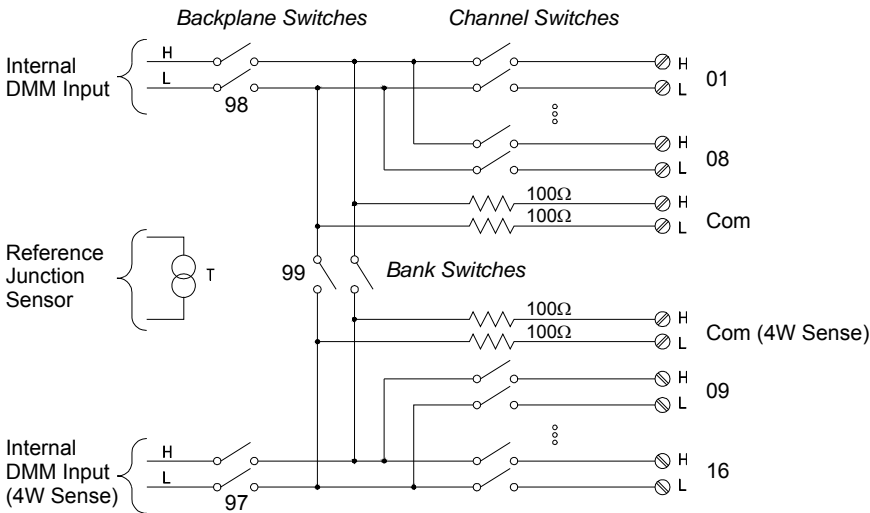 Backplane Switches
Channel Switches
Internal
DMM Input
H
L
98
H
L
01
H
L
08
100Ω
100Ω
H
L
Com
Reference
Junction
Sensor
T
99
Bank Switches
100Ω
100Ω
H
L
Com (4W Sense)
H
L
09
Internal
DMM Input
(4W Sense)
H
L
97
H
L
16